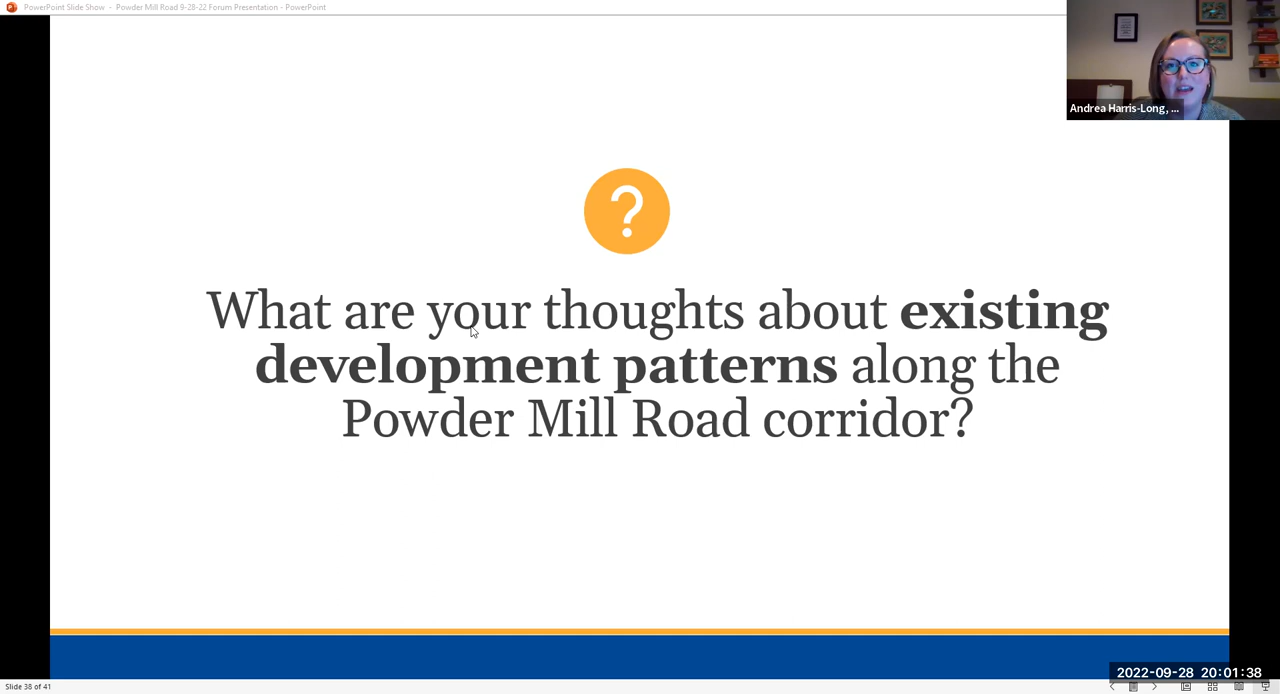 PowerPoint Slide Show - Powder Mill Road 9-28-22 Forum Presentation - PowerPoint
Andrea Harris-Long, ...
?
What are your thoughts about existing
development patterns along the
Powder Mill Road corridor?
2022-09-28 20:01:38
Slide 38 of 41